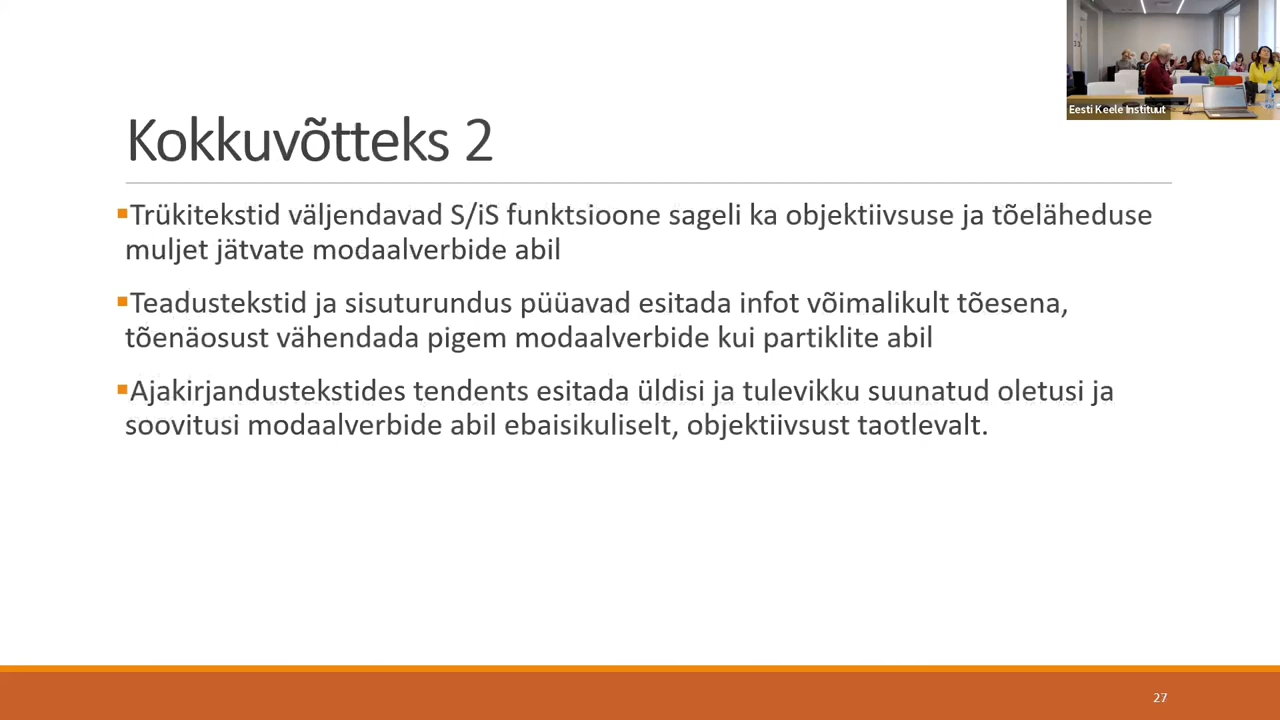 Eesti Keele Instituut
Kokkuvõtteks 2
▪Trükitekstid väljendavad S/iS funktsioone sageli ka objektiivsuse ja tõeläheduse
muljet jätvate modaalverbide abil
▪Teadustekstid ja sisuturundus püüavad esitada infot võimalikult tõesena,
tõenäosust vähendada pigem modaalverbide kui partiklite abil
▪Ajakirjandustekstides tendents esitada üldisi ja tulevikku suunatud oletusi ja
soovitusi modaalverbide abil ebaisikuliselt, objektiivsust taotlevalt.
27